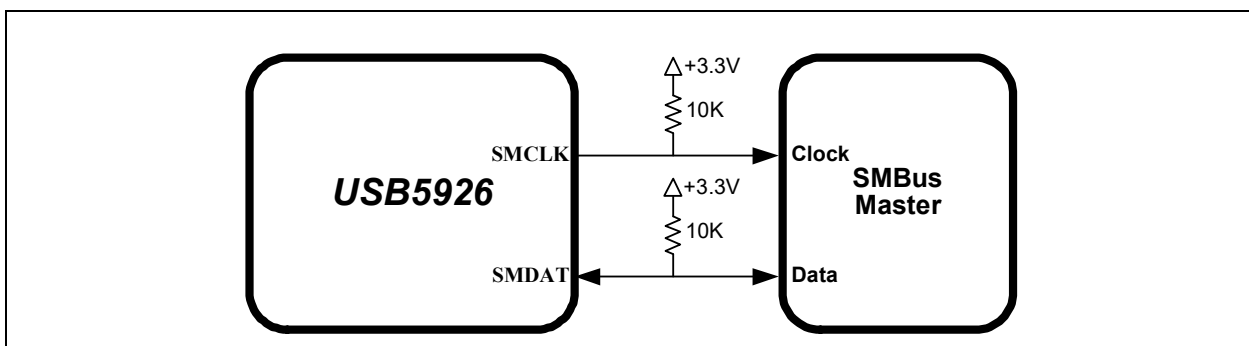 +3.3V
10K
SMCLK
Clock
USB5926
+3.3V
SMBus
Master
10K
SMDAT
Data